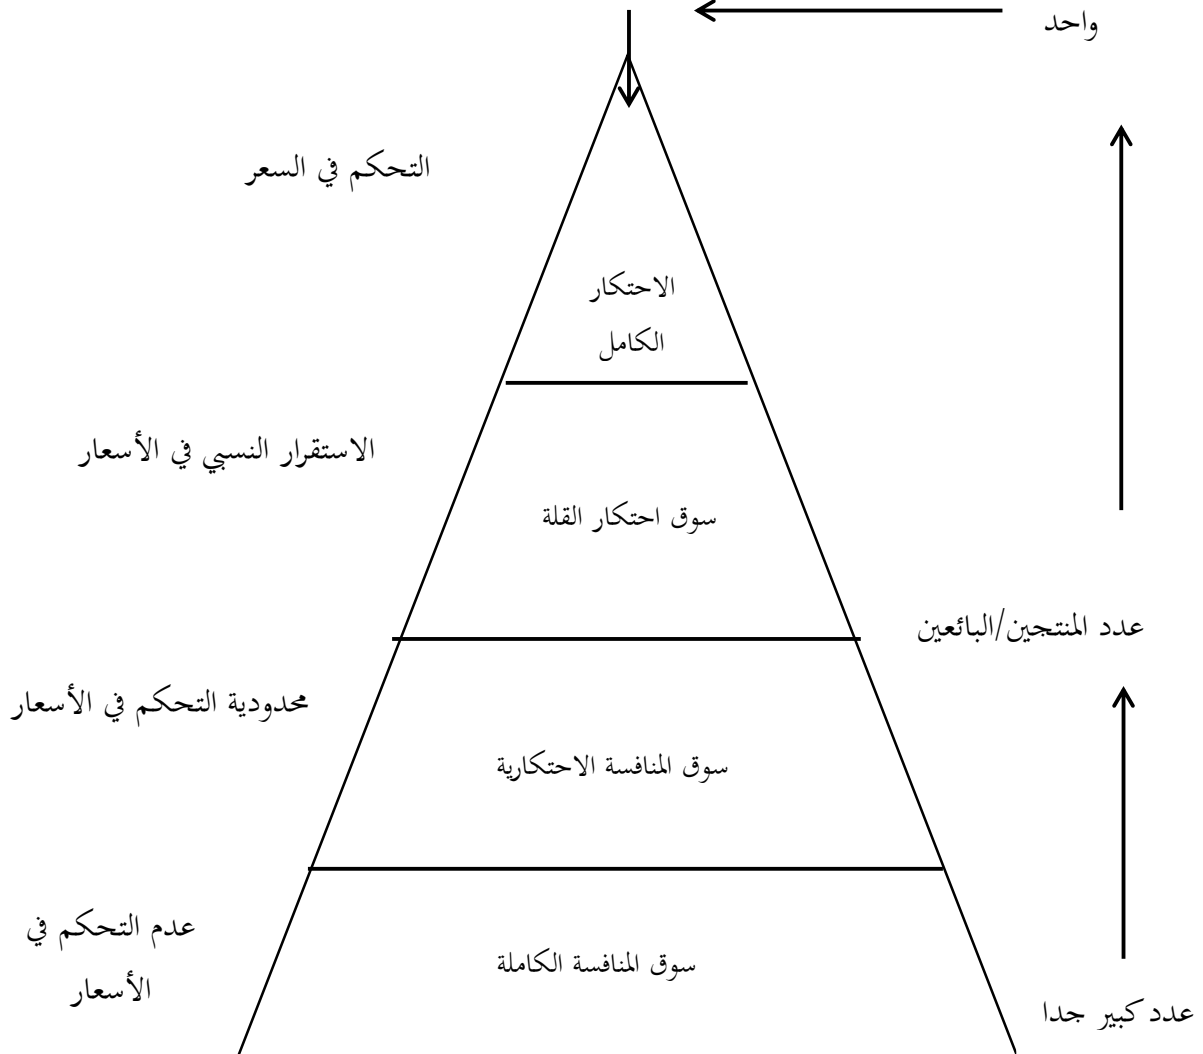 واحد
التحكم في السعر
الاحتكار
الكامل
الاستقرار النسبي في الأسعار
سوق احتكار القلة
عدد المنتجين/البائعين
محدودية التحكم في الأسعار
سوق المنافسة الاحتكارية
عدم التحكم في
الأسعار
سوق المنافسة الكاملة
عدد كبير جدا